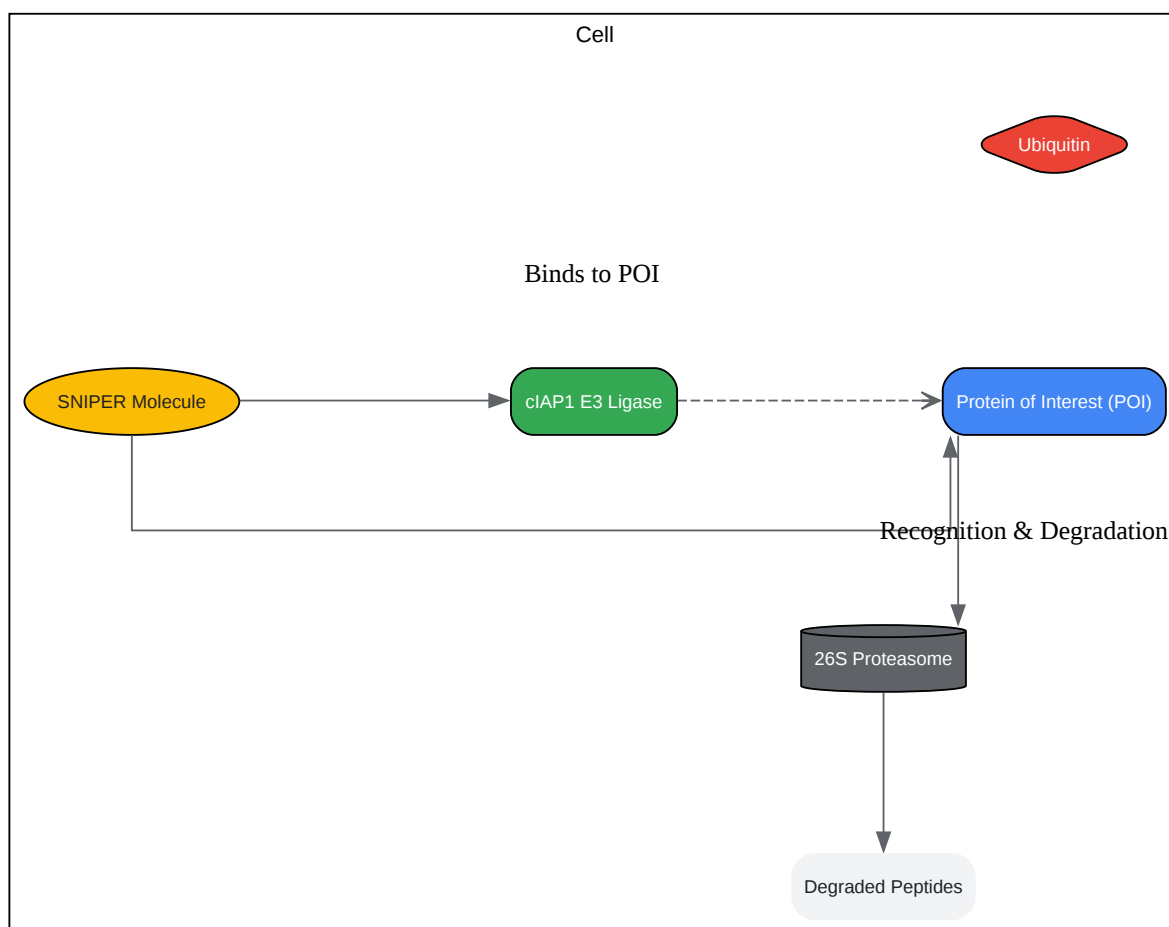 Cell
Ubiquitin
Binds to POI
SNIPER Molecule
cIAP1 E3 Ligase
Protein of Interest (POI)
Recognition & Degradation
26S Proteasome
Degraded Peptides